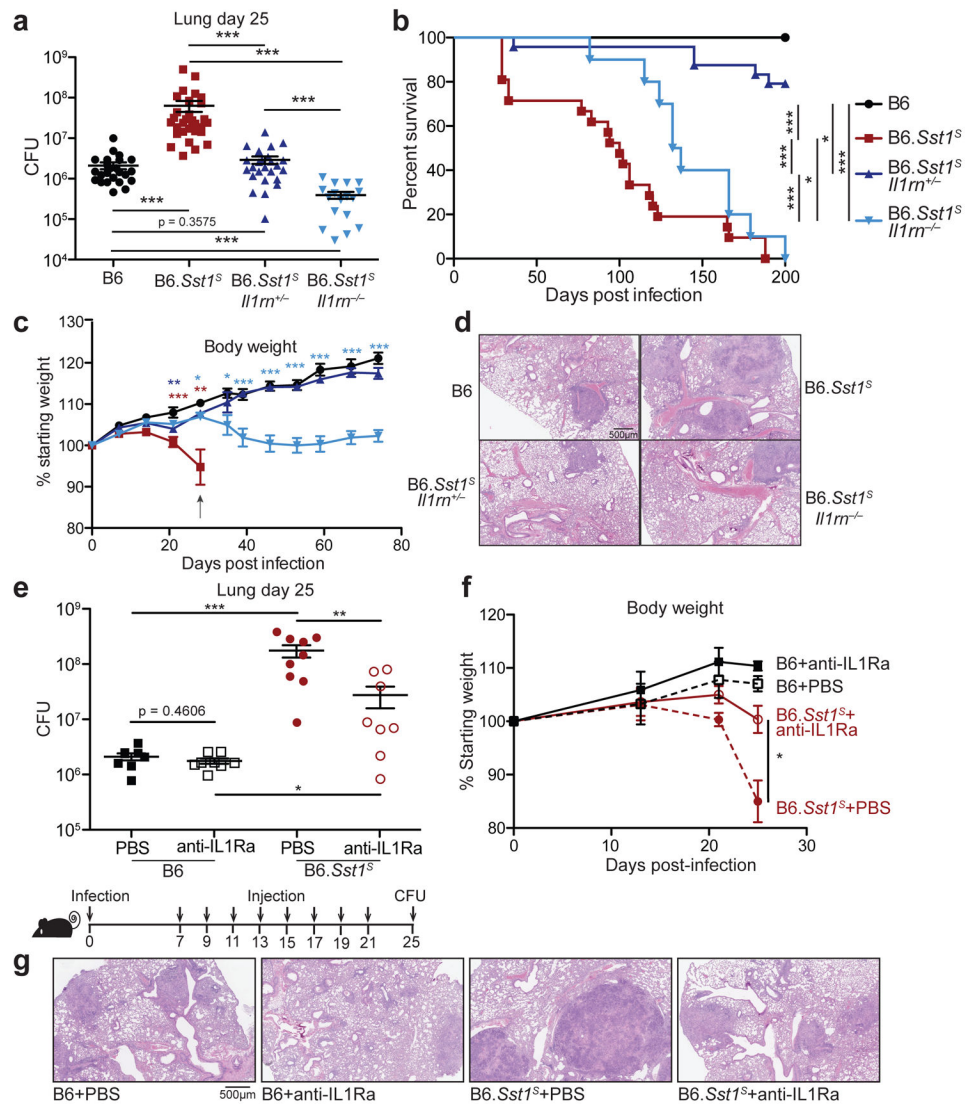 a
Lung day 25
CFU
10⁹
10⁸
10⁷
10⁶
10⁵
10⁴
***
***
***
***
p = 0.3575
***
B6
B6.Sst1ˢ
B6.Sst1ˢ
Il1rn⁺/⁻
B6.Sst1ˢ
Il1rn⁻/⁻
b
Percent survival
100
80
60
40
20
0
0
50
100
150
200
Days post infection
B6
B6.Sst1ˢ
B6.Sst1ˢ
Il1rn⁺/⁻
B6.Sst1ˢ
Il1rn⁻/⁻
***
***
***
*
*
***
c
Body weight
% starting weight
130
120
110
100
90
80
**
***
*
**
*
***
***
***
***
***
***
0
20
40
60
80
Days post infection
d
B6
B6.Sst1ˢ
500µm
B6.Sst1ˢ
Il1rn⁺/⁻
B6.Sst1ˢ
Il1rn⁻/⁻
e
Lung day 25
CFU
10⁹
10⁸
10⁷
10⁶
10⁵
***
**
p = 0.4606
*
PBS
anti-IL1Ra
PBS
anti-IL1Ra
B6
B6.Sst1ˢ
Infection
Injection
CFU
0
7
9
11
13
15
17
19
21
25
f
Body weight
% Starting weight
120
110
100
90
80
0
10
20
30
Days post-infection
B6+anti-IL1Ra
B6+PBS
B6.Sst1ˢ+
anti-IL1Ra
*
B6.Sst1ˢ+PBS
g
B6+PBS
500µm
B6+anti-IL1Ra
B6.Sst1ˢ+PBS
B6.Sst1ˢ+anti-IL1Ra